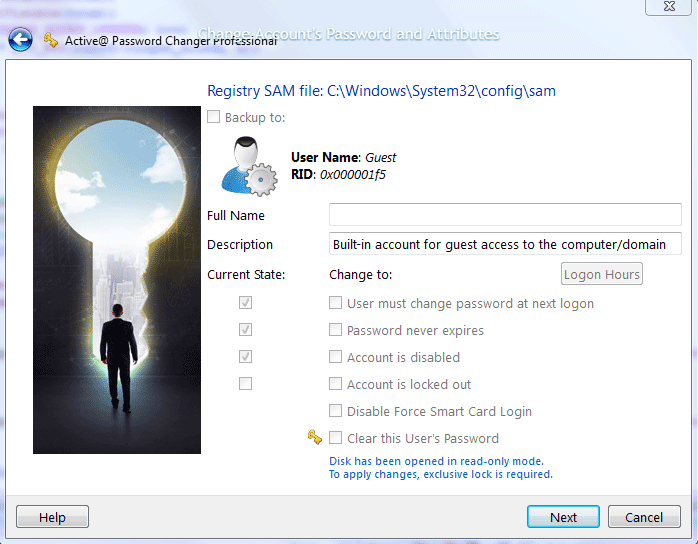 Change Account's Password and Attributes
Active@ Password Changer Professional
Registry SAM file: C:\Windows\System32\config\sam
Backup to:
User Name: Guest
RID: 0x000001f5
Full Name
Description Built-in account for guest access to the computer/domain
Current State: Change to: Logon Hours
User must change password at next logon
Password never expires
Account is disabled
Account is locked out
Disable Force Smart Card Login
Clear this User's Password
Disk has been opened in read-only mode.
To apply changes, exclusive lock is required.
Help Next Cancel